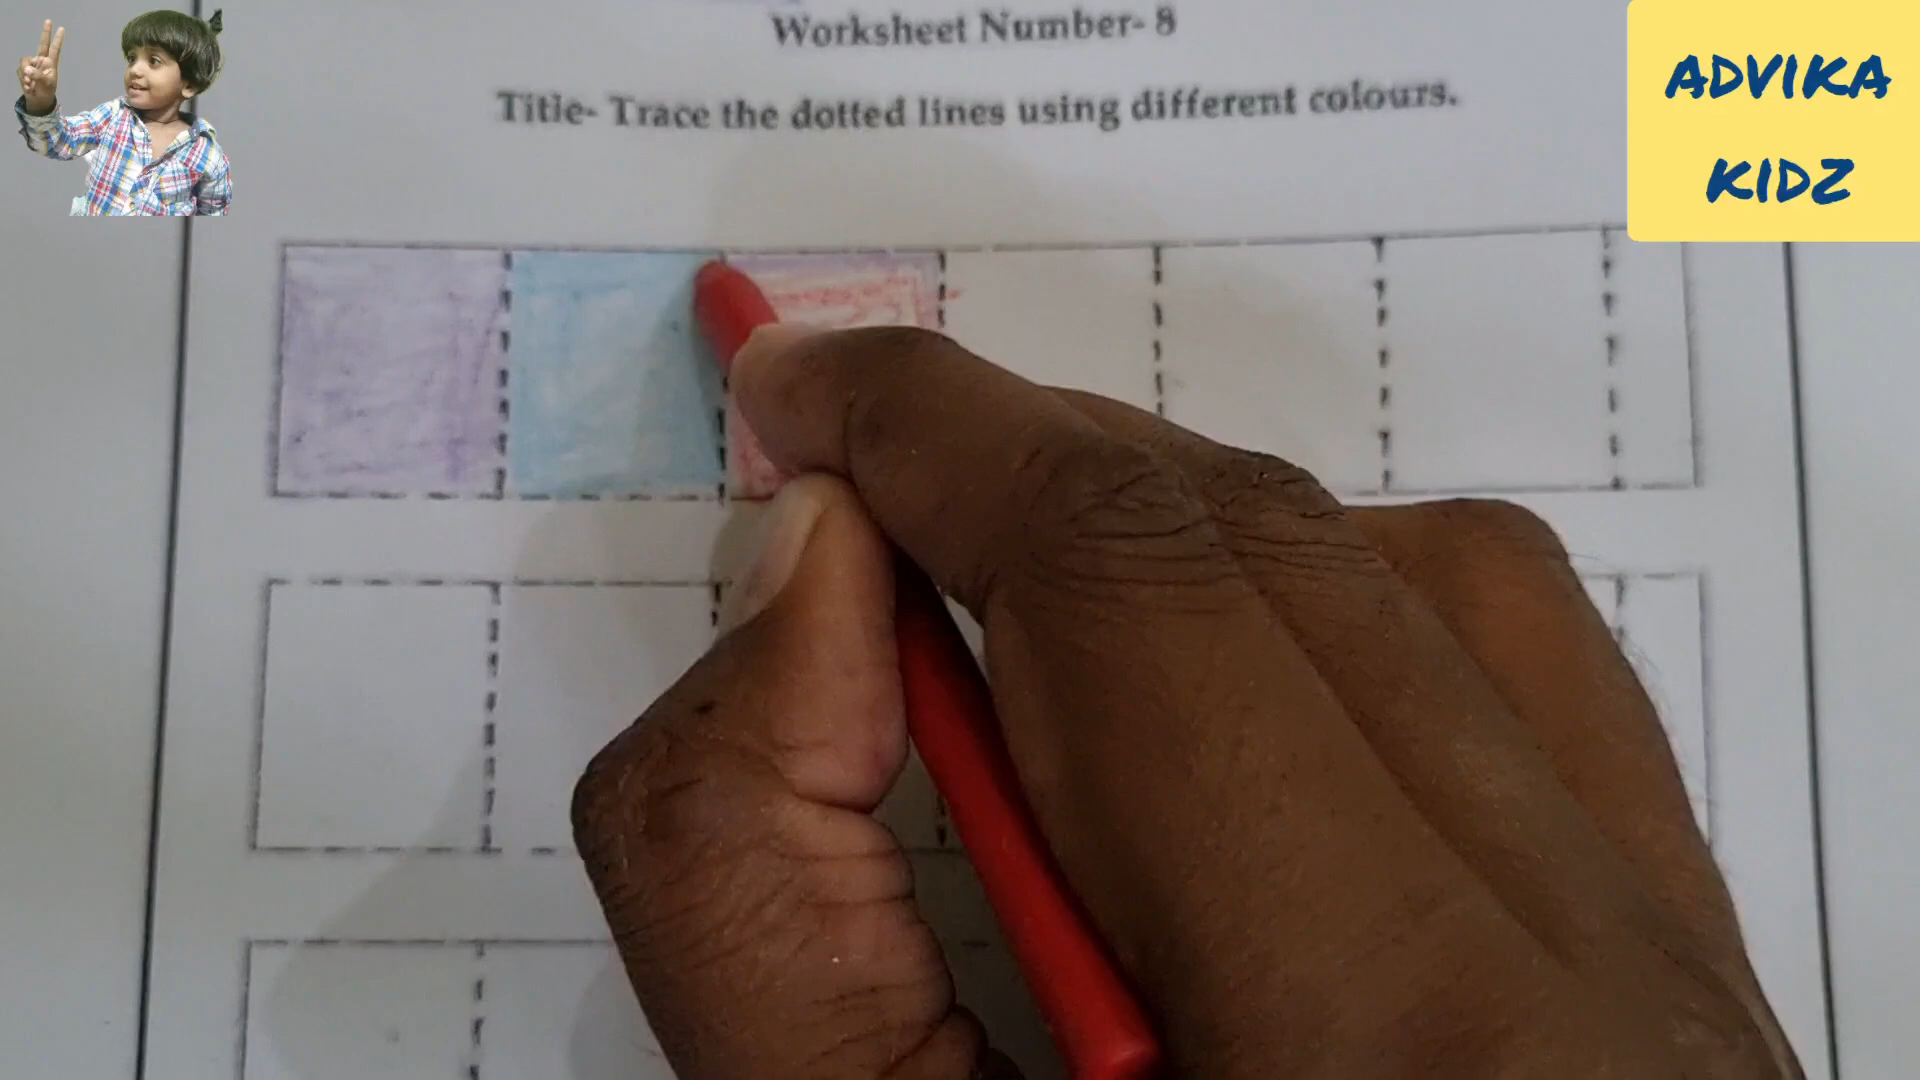 Worksheet Number- 8
Title- Trace the dotted lines using different colours.
ADVIKA
KIDZ